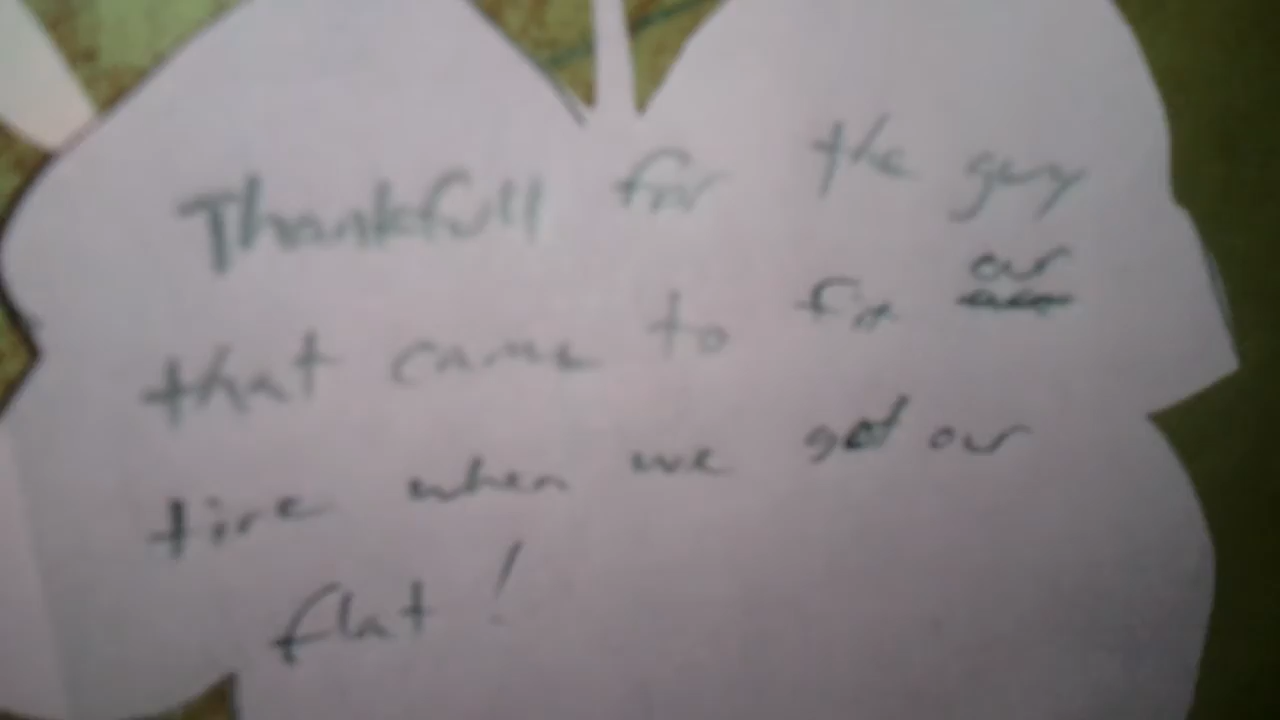 Thankfull for the guy
that came to fix our
tire when we got our
flat!